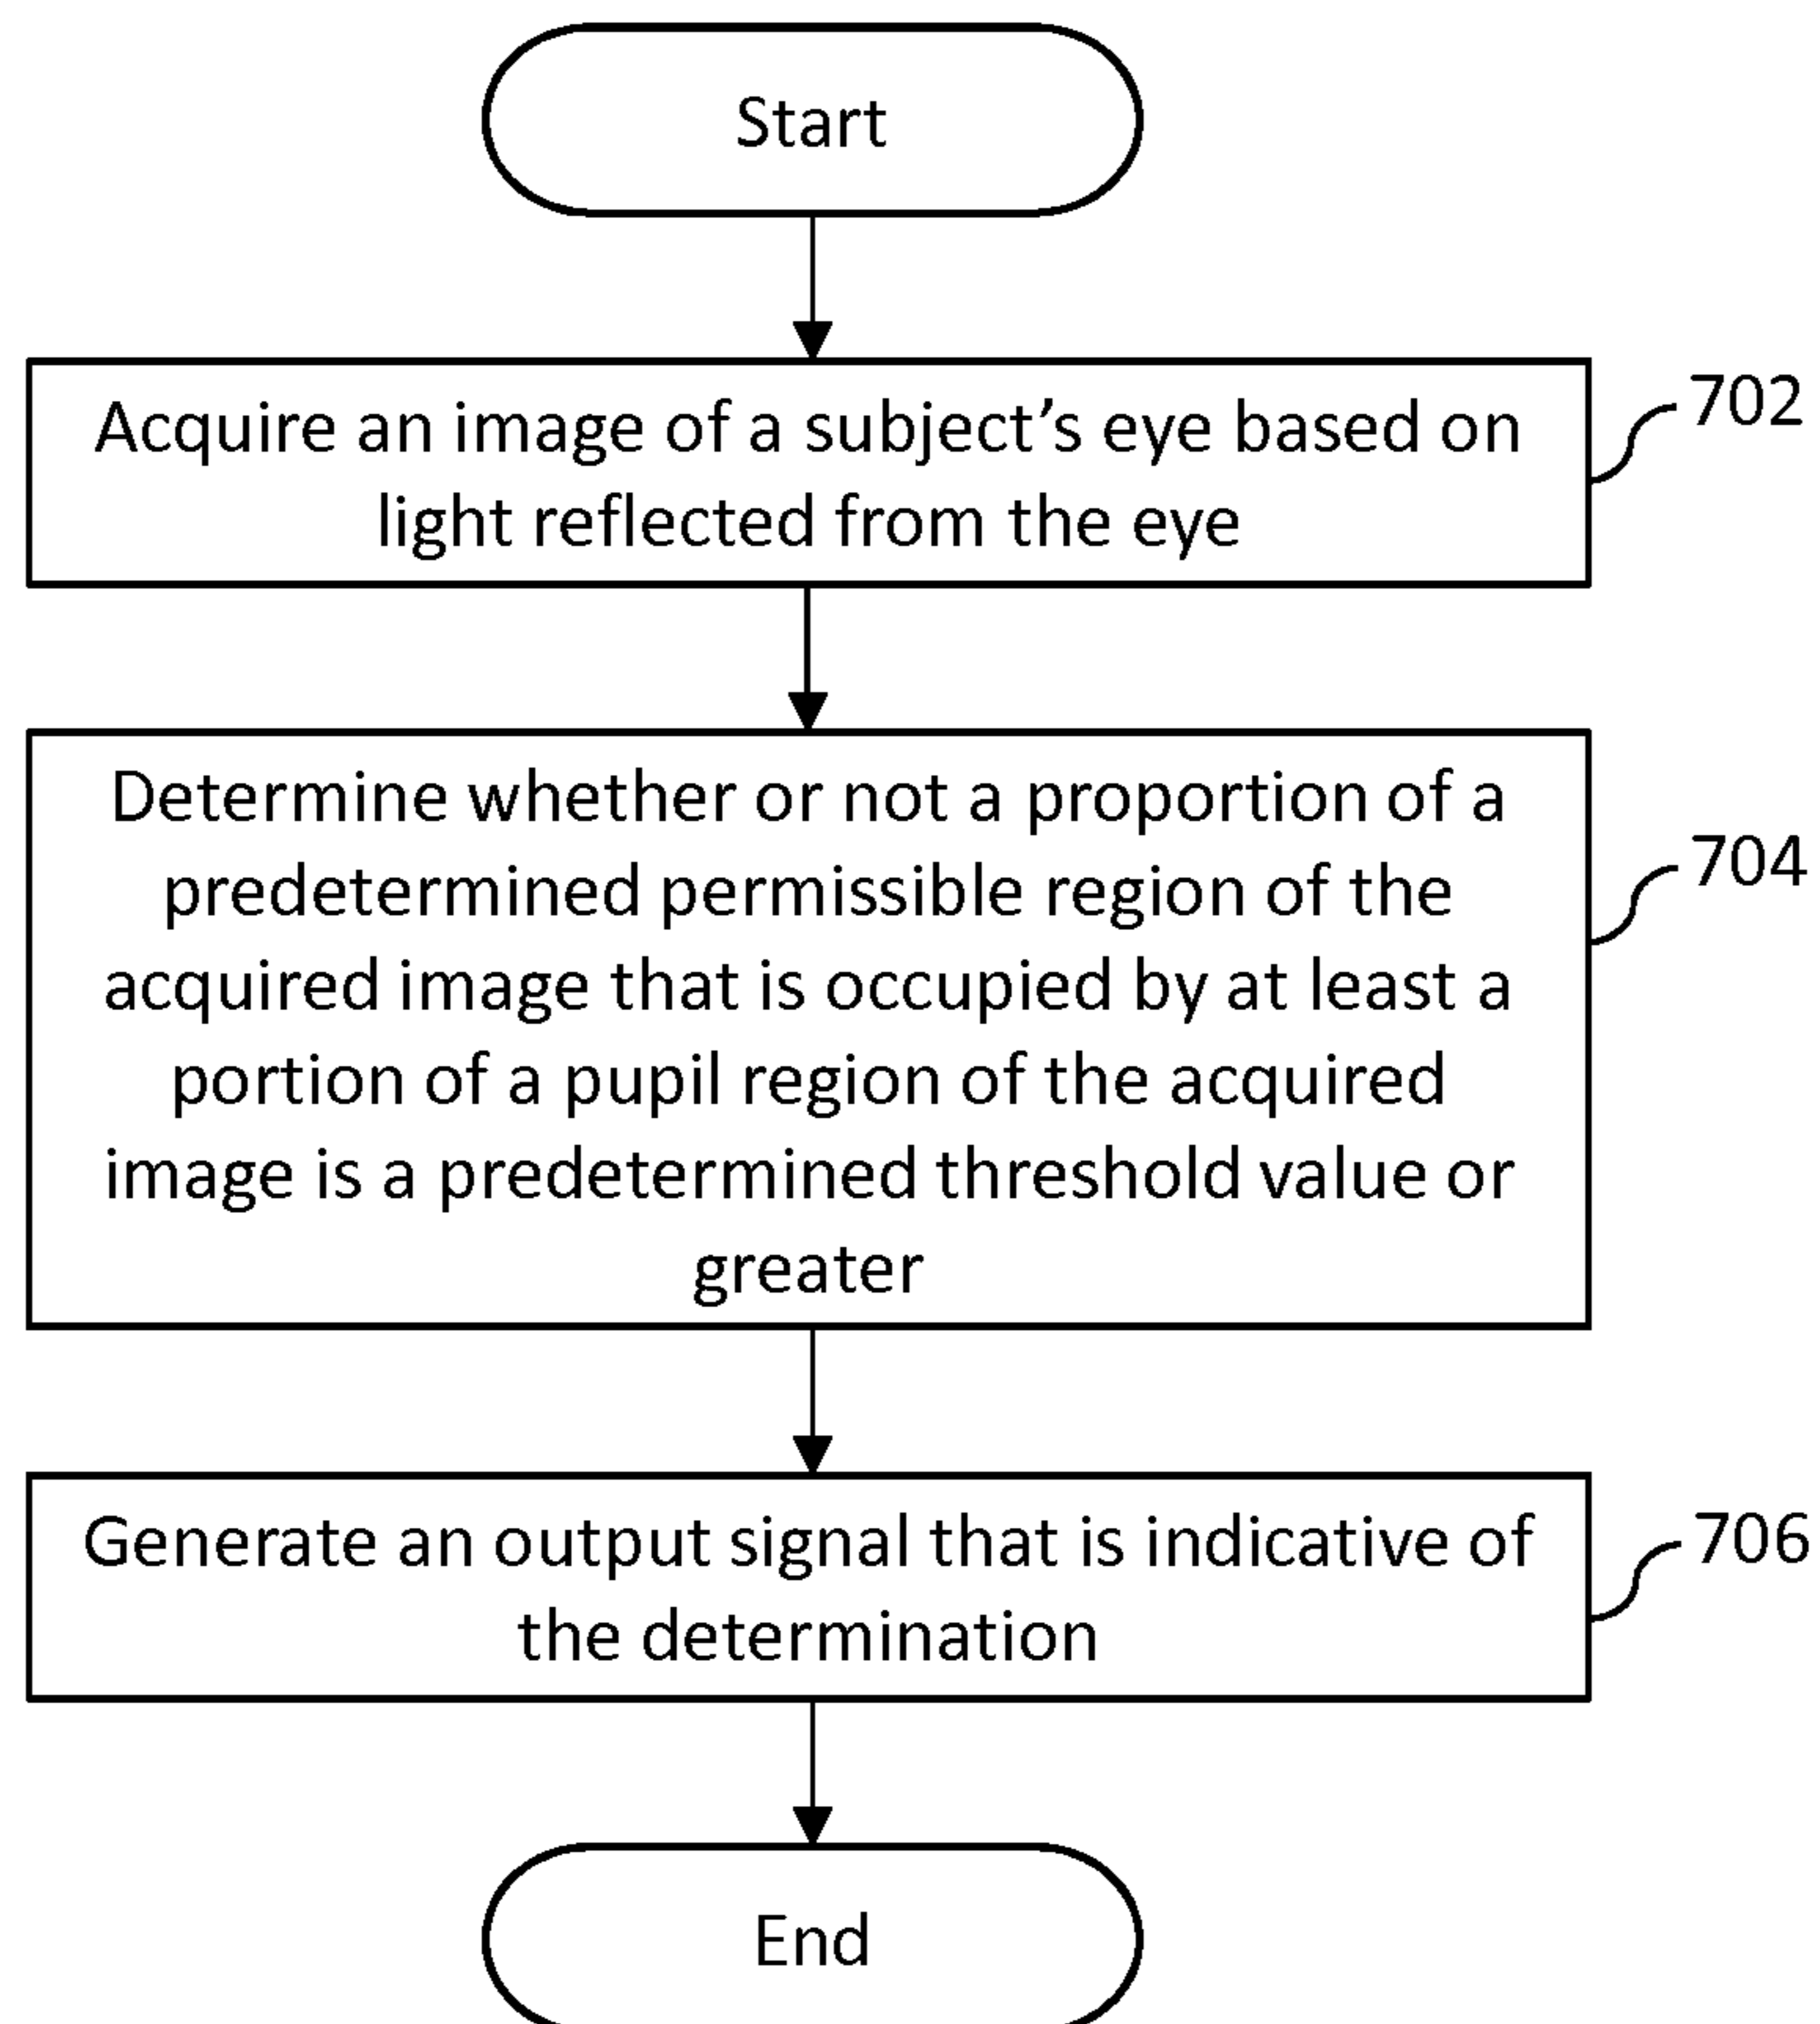 Start
Acquire an image of a subject’s eye based on
light reflected from the eye
702
Determine whether or not a proportion of a
predetermined permissible region of the
acquired image that is occupied by at least a
portion of a pupil region of the acquired
image is a predetermined threshold value or
greater
704
Generate an output signal that is indicative of
the determination
706
End